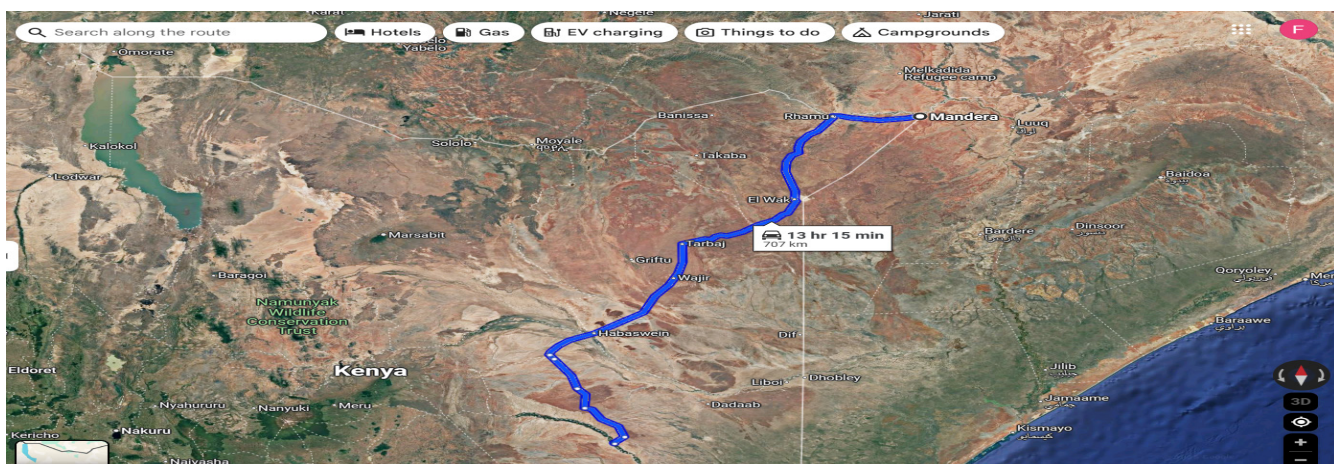 Karat
Negele
Jarati
Search along the route
Hotels
Gas
EV charging
Things to do
Campgrounds
F
Yabelo
Omorate
Melkadida
Refugee camp
Banissa
Rhamu
Mandera
Luuq
Sololo
Moyale
Kalokol
Takaba
Lodwar
Baidoa
El Wak
Marsabit
Tarbaj
13 hr 15 min
707 km
Bardere
Dinsoor
Griftu
Baragoi
Wajir
Qoryoley
Namunyak
Wildlife
Conservation
Trust
Habaswein
Dif
Baraawe
براوي
Eldoret
Kenya
Liboi
Dhobley
Jilib
3D
Nyahururu
Nanyuki
Meru
Dadaab
Jamaame
Kericho
Nakuru
Kismayo
كيسمايو
Naivasha